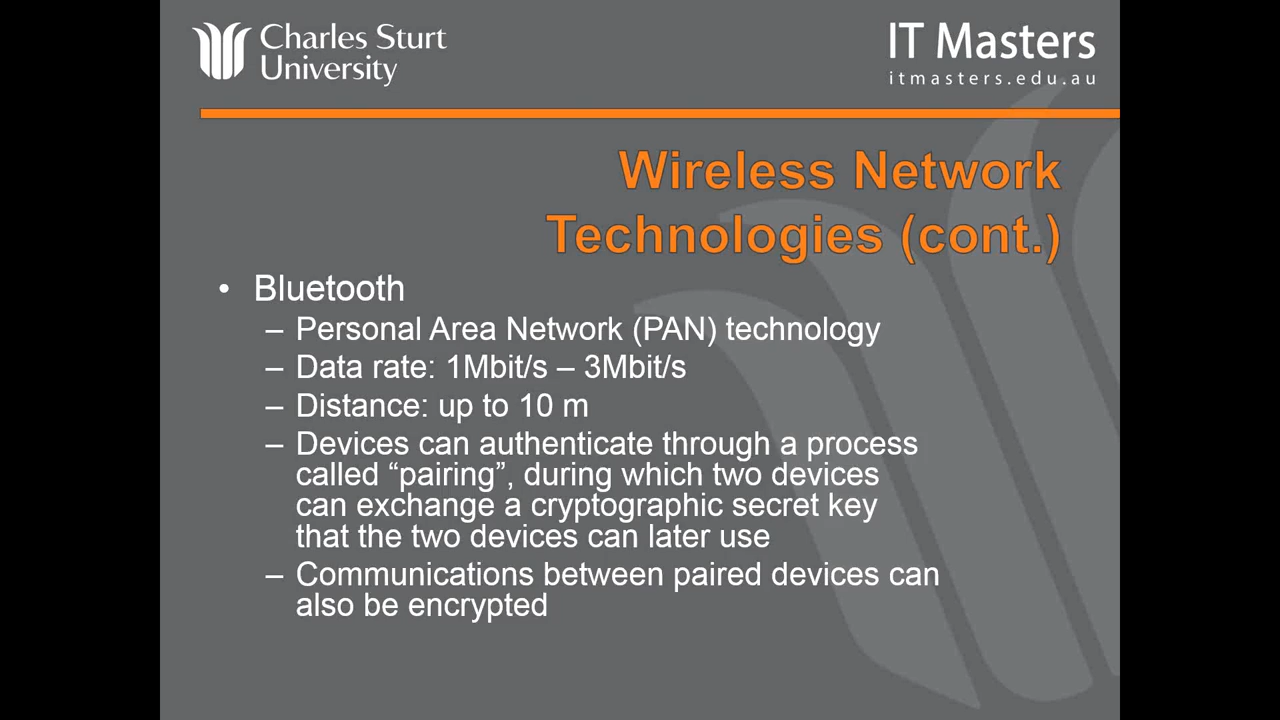 Charles Sturt
University
IT Masters
itmasters.edu.au
Wireless Network
Technologies (cont.)
• Bluetooth
– Personal Area Network (PAN) technology
– Data rate: 1Mbit/s – 3Mbit/s
– Distance: up to 10 m
– Devices can authenticate through a process
called “pairing”, during which two devices
can exchange a cryptographic secret key
that the two devices can later use
– Communications between paired devices can
also be encrypted